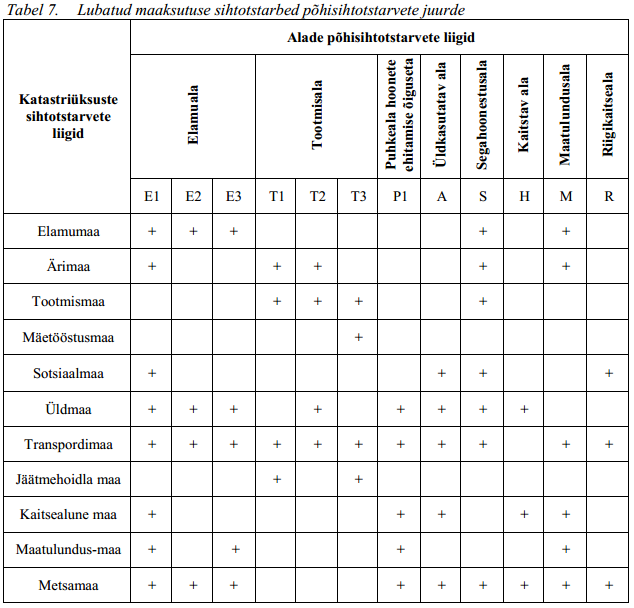 Tabel 7. Lubatud maaksutuse sihtotstarbed põhisihtotstarvete juurde
Katastriüksuste
sihtotstarvete
liigid
Alade põhisihtotstarvete liigid
Elamuala
Tootmisala
Puhkeala hoonete
ehitamise õiguseta
Üldkasutatav ala
Segahoonestusala
Kaitstav ala
Maatulundusala
Riigikaitseala
E1 E2 E3 T1 T2 T3 P1 A S H M R
Elamumaa + + + + +
Ärimaa + + + + +
Tootmismaa + + + +
Mäetööstusmaa +
Sotsiaalmaa + + + +
Üldmaa + + + + + + + +
Transpordimaa + + + + + + + + + + +
Jäätmehoidla maa + +
Kaitsealune maa + + + + +
Maatulundus-maa + + + +
Metsamaa + + + + + + + + +